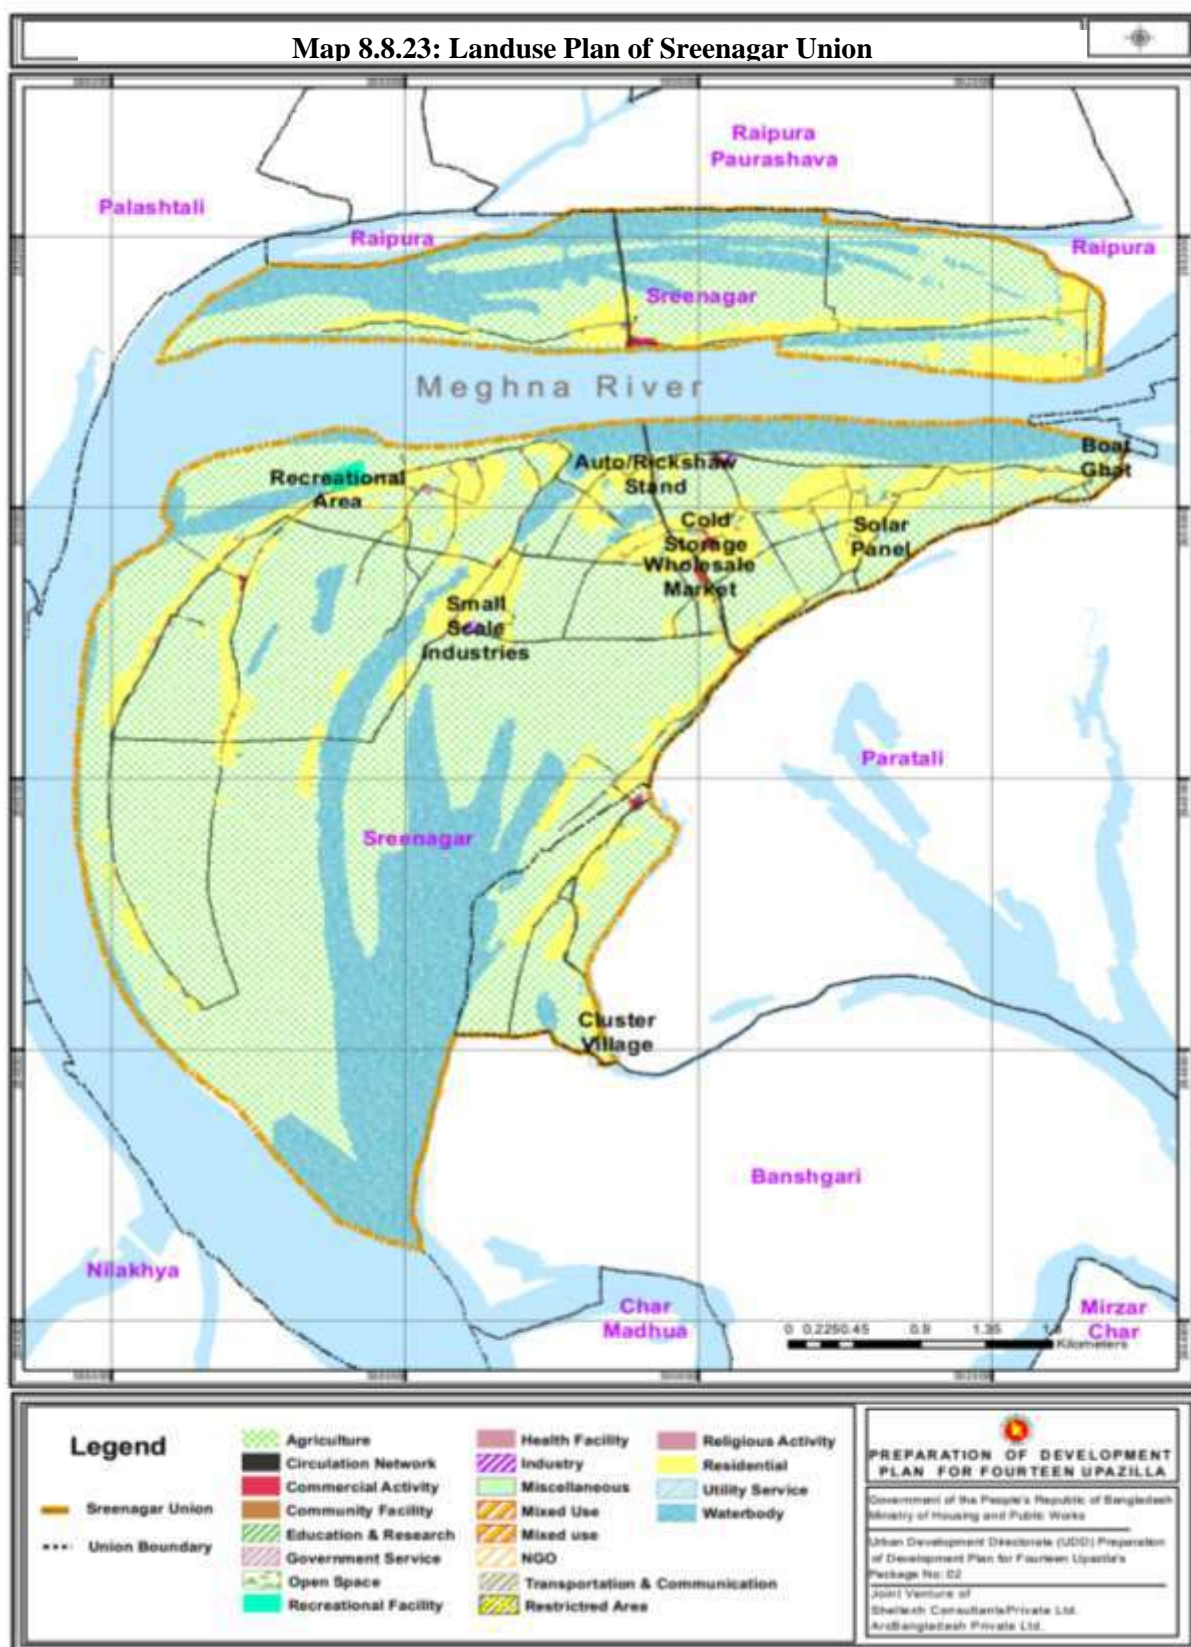 Map 8.8.23: Landuse Plan of Sreenagar Union
Raipura
Paurashava
Palashtali
Raipura
Raipura
Sreenagar
Meghna River
Boat
Ghat
Recreational
Area
Auto/Rickshaw
Stand
Cold
Storage
Solar
Panel
Wholesale
Market
Small
Scale
Industries
Paratali
Sreenagar
Cluster
Village
Banshgari
Nilakhya
Char
Madhua
Mirzar
Char
0 0.225 0.45 0.9 1.35 1.8
Kilometers
Legend
Sreenagar Union
Union Boundary
Agriculture
Circulation Network
Commercial Activity
Community Facility
Education & Research
Government Service
Open Space
Recreational Facility
Health Facility
Industry
Miscellaneous
Mixed Use
Mixed use
NGO
Transportation & Communication
Restrictred Area
Religious Activity
Residential
Utility Service
Waterbody
PREPARATION OF DEVELOPMENT
PLAN FOR FOURTEEN UPAZILLA
Government of the People's Republic of Bangladesh
Ministry of Housing and Public Works
Urban Development Directorate (UDD) Preparation
of Development Plan for Fourteen Upazila's
Package No: 02
Joint Venture of
Sheltech Consultants Private Ltd.
ArcBangladesh Private Ltd.